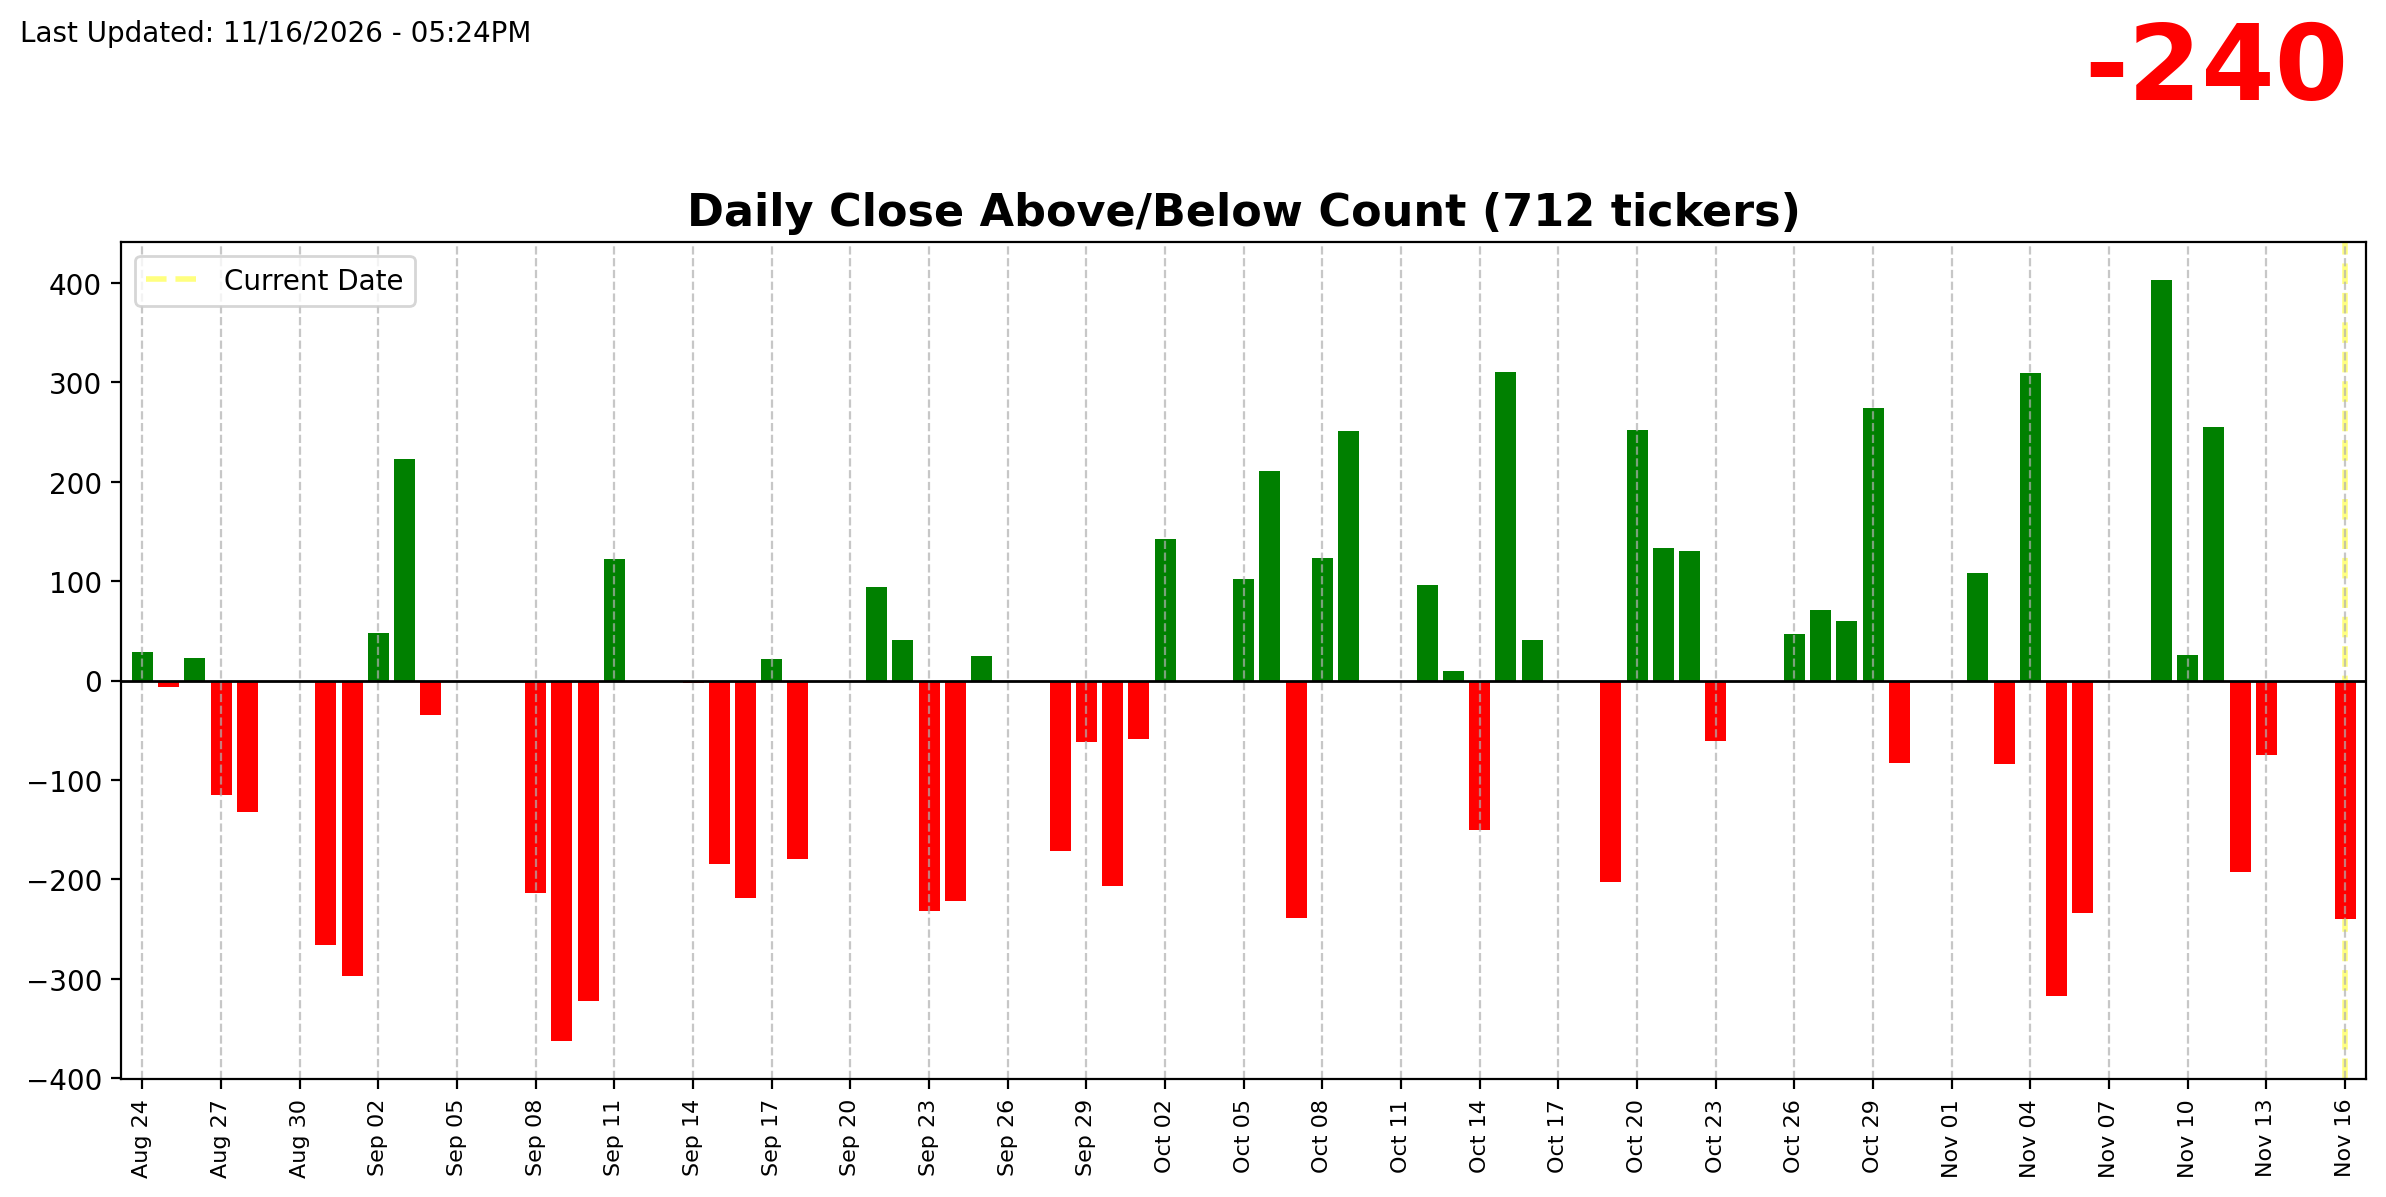 Last Updated: 11/16/2026 - 05:24PM
-240
Daily Close Above/Below Count (712 tickers)
Current Date
400
300
200
100
0
−100
−200
−300
−400
Aug 24
Aug 27
Aug 30
Sep 02
Sep 05
Sep 08
Sep 11
Sep 14
Sep 17
Sep 20
Sep 23
Sep 26
Sep 29
Oct 02
Oct 05
Oct 08
Oct 11
Oct 14
Oct 17
Oct 20
Oct 23
Oct 26
Oct 29
Nov 01
Nov 04
Nov 07
Nov 10
Nov 13
Nov 16